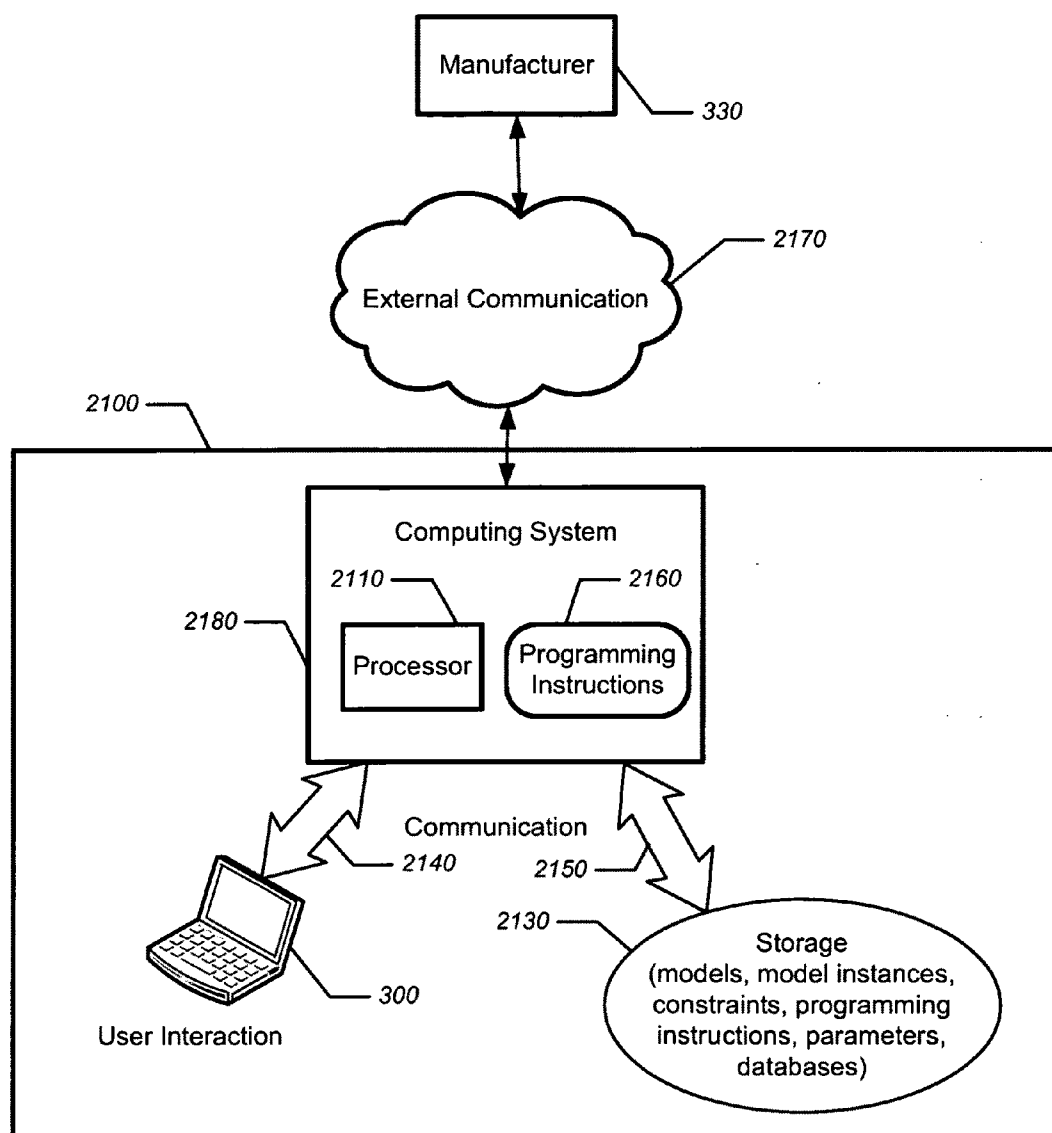 Manufacturer
330
2170
External Communication
2100
Computing System
2110
2160
2180
Processor
Programming
Instructions
Communication
2140
2150
2130
Storage
(models, model instances,
constraints, programming
instructions, parameters,
databases)
300
User Interaction